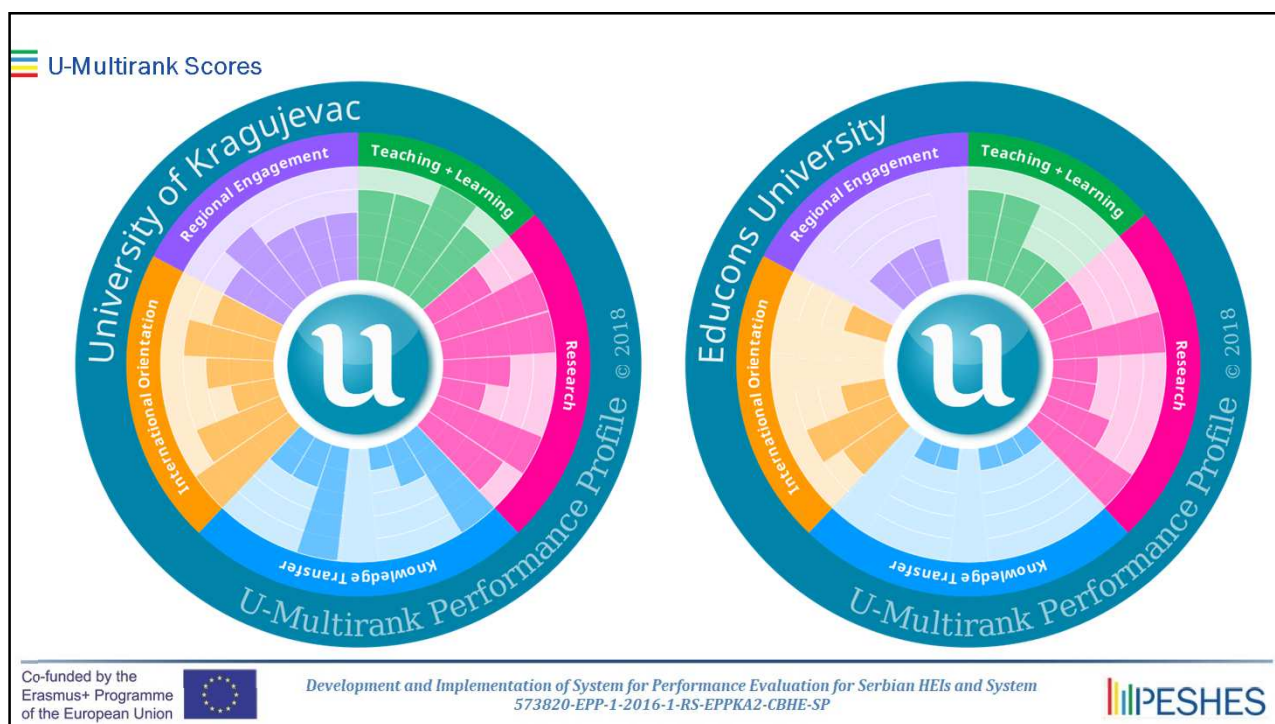 U-Multirank Scores
University of Kragujevac
Regional Engagement
Teaching + Learning
Research
Knowledge Transfer
International Orientation
u
U-Multirank Performance Profile © 2018
Educons University
Regional Engagement
Teaching + Learning
Research
Knowledge Transfer
International Orientation
u
U-Multirank Performance Profile © 2018
Co-funded by the
Erasmus+ Programme
of the European Union
Development and Implementation of System for Performance Evaluation for Serbian HEIs and System
573820-EPP-1-2016-1-RS-EPPKA2-CBHE-SP
PESHES